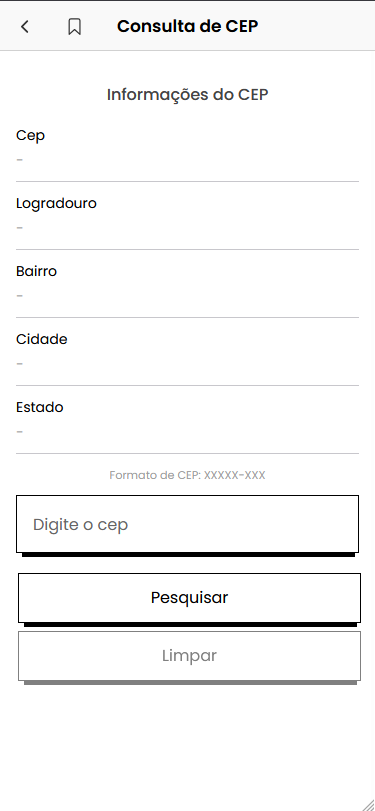 Consulta de CEP
Informações do CEP
Cep
-
Logradouro
-
Bairro
-
Cidade
-
Estado
-
Formato de CEP: XXXXX-XXX
Digite o cep
Pesquisar
Limpar